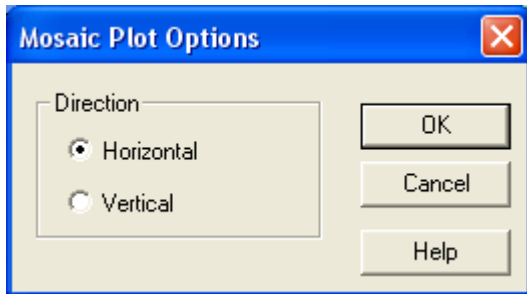 Mosaic Plot Options
Direction
Horizontal
Vertical
OK
Cancel
Help